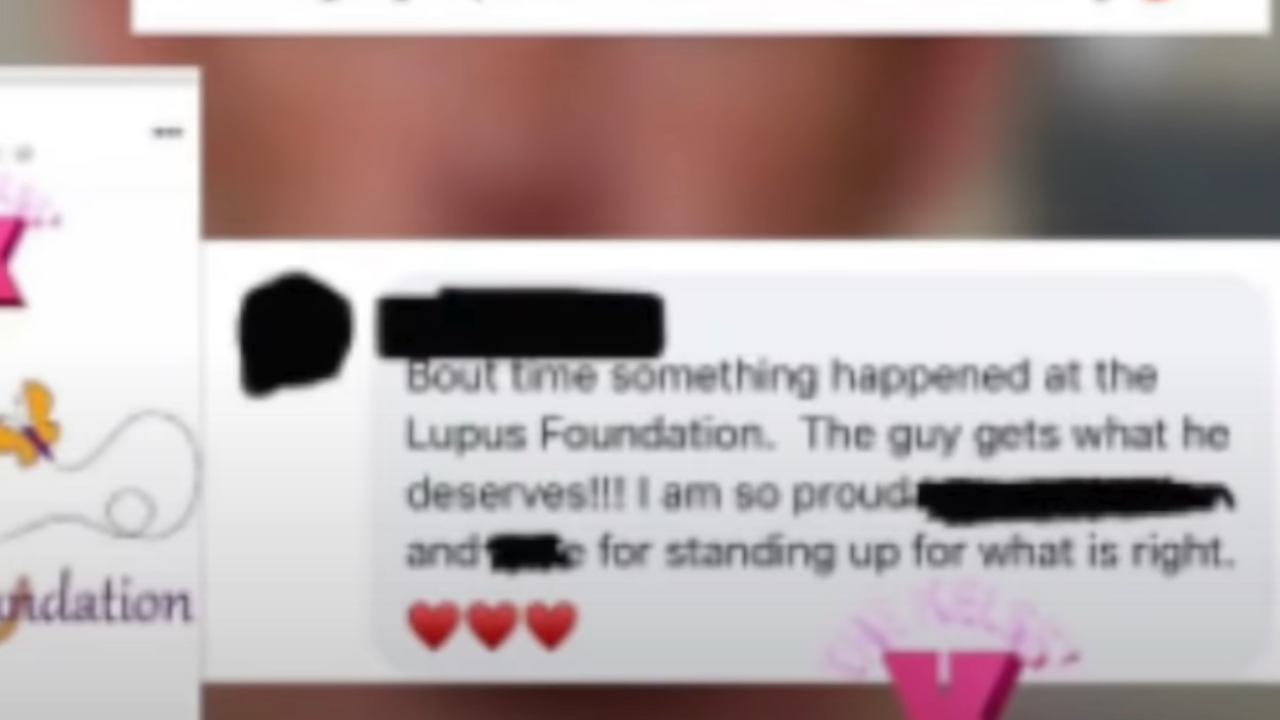 Bout time something happened at the
Lupus Foundation. The guy gets what he
deserves!!! I am so proud
and for standing up for what is right.
❤️❤️❤️
undation